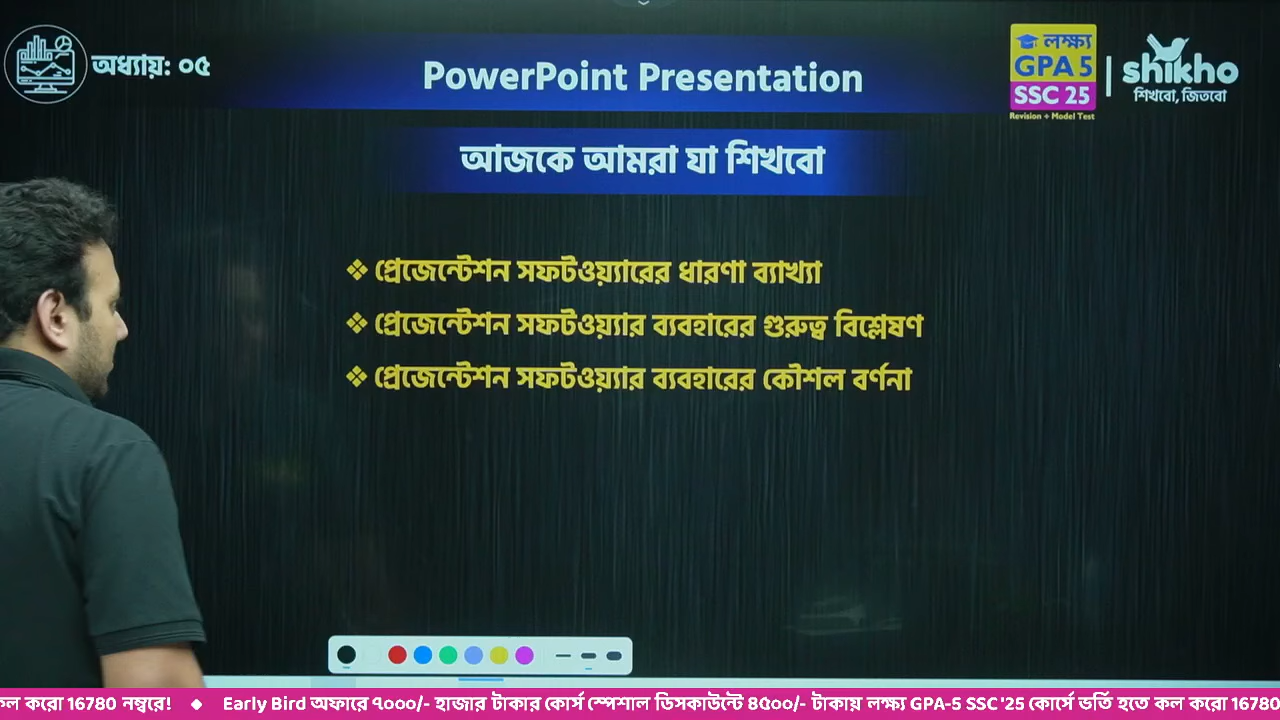 অধ্যায়: ০৫
PowerPoint Presentation
লক্ষ্য
GPA 5
SSC 25
Revision + Model Test
shikho
শিখবো, জিতবো
আজকে আমরা যা শিখবো
❖ প্রেজেন্টেশন সফটওয়্যারের ধারণা ব্যাখ্যা
❖ প্রেজেন্টেশন সফটওয়্যার ব্যবহারের গুরুত্ব বিশ্লেষণ
❖ প্রেজেন্টেশন সফটওয়্যার ব্যবহারের কৌশল বর্ণনা
কল করো 16780 নম্বরে! ◆ Early Bird অফারে ৭০০০/- হাজার টাকার কোর্স স্পেশাল ডিসকাউন্টে ৪৫০০/- টাকায় লক্ষ্য GPA-5 SSC '25 কোর্সে ভর্তি হতে কল করো 16780